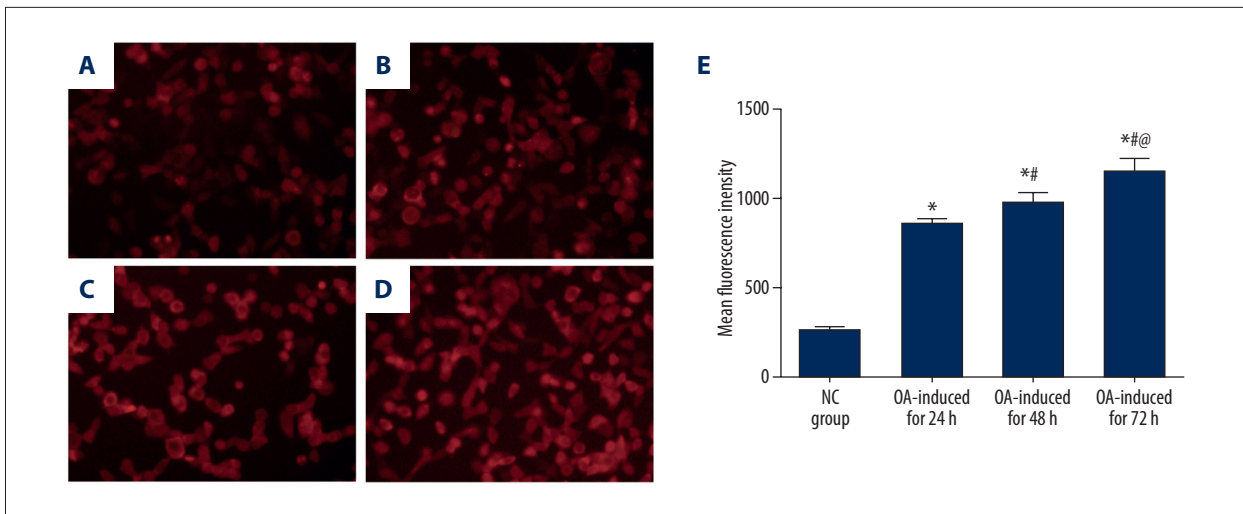 A
B
C
D
E
1500
1000
500
0
Mean fluorescence inensity
*
*#
*#@
NC
group
OA-induced
for 24 h
OA-induced
for 48 h
OA-induced
for 72 h